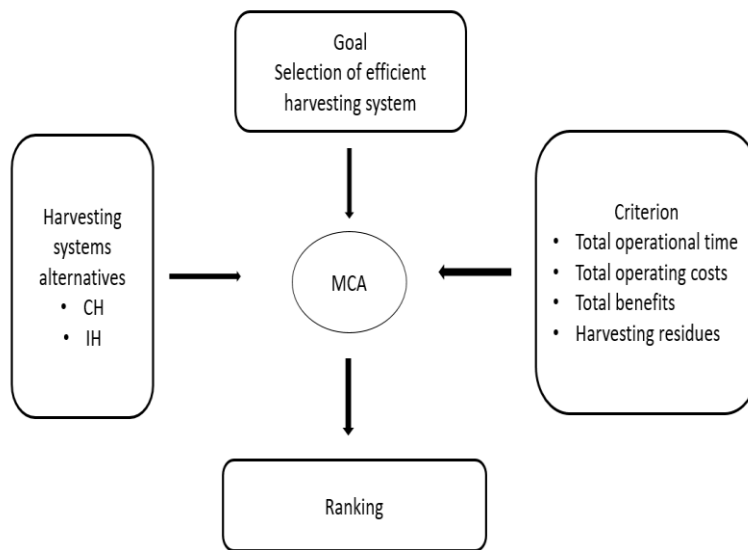 Goal
Selection of efficient
harvesting system
Harvesting
systems
alternatives
• CH
• IH
MCA
Criterion
• Total operational time
• Total operating costs
• Total benefits
• Harvesting residues
Ranking